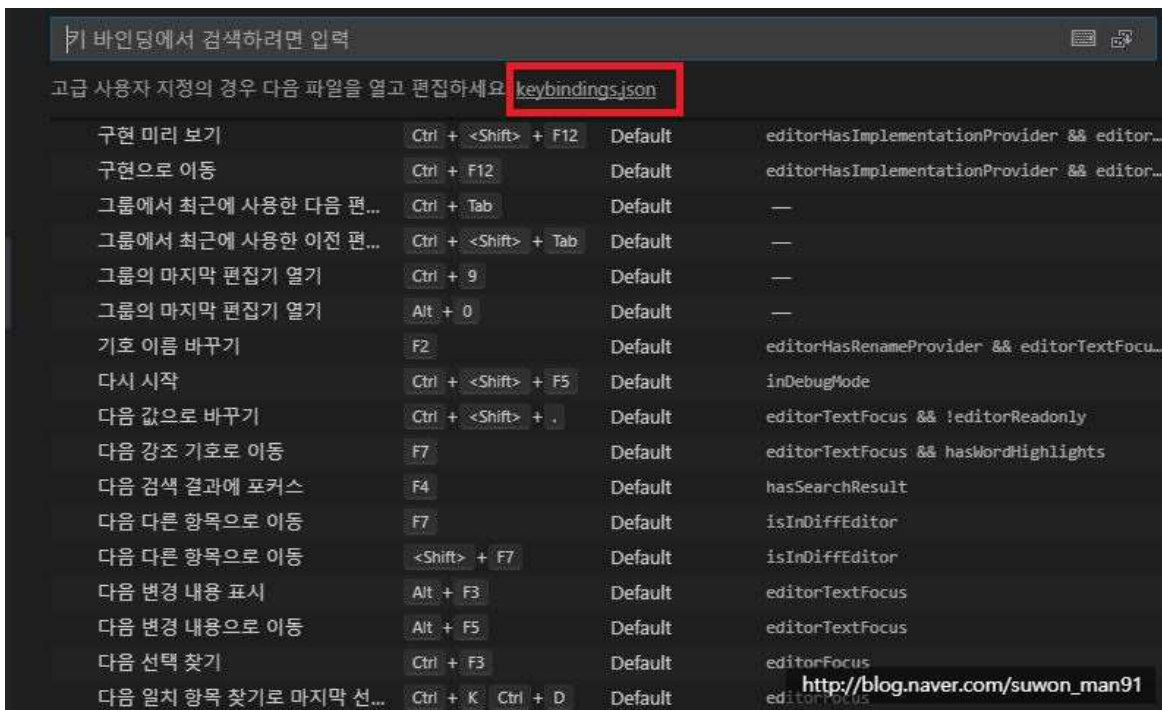 키 바인딩에서 검색하려면 입력
고급 사용자 지정의 경우 다음 파일을 열고 편집하세요 keybindings.json
구현 미리 보기 Ctrl + <Shift> + F12 Default editorHasImplementationProvider && editor…
구현으로 이동 Ctrl + F12 Default editorHasImplementationProvider && editor…
그룹에서 최근에 사용한 다음 편... Ctrl + Tab Default —
그룹에서 최근에 사용한 이전 편... Ctrl + <Shift> + Tab Default —
그룹의 마지막 편집기 열기 Ctrl + 9 Default —
그룹의 마지막 편집기 열기 Alt + 0 Default —
기호 이름 바꾸기 F2 Default editorHasRenameProvider && editorTextFocu…
다시 시작 Ctrl + <Shift> + F5 Default inDebugMode
다음 값으로 바꾸기 Ctrl + <Shift> + . Default editorTextFocus && !editorReadonly
다음 강조 기호로 이동 F7 Default editorTextFocus && hasWordHighlights
다음 검색 결과에 포커스 F4 Default hasSearchResult
다음 다른 항목으로 이동 F7 Default isInDiffEditor
다음 다른 항목으로 이동 <Shift> + F7 Default isInDiffEditor
다음 변경 내용 표시 Alt + F3 Default editorTextFocus
다음 변경 내용으로 이동 Alt + F5 Default editorTextFocus
다음 선택 찾기 Ctrl + F3 Default editorFocus
다음 일치 항목 찾기로 마지막 선... Ctrl + K Ctrl + D Default editorFocus
http://blog.naver.com/suwon_man91